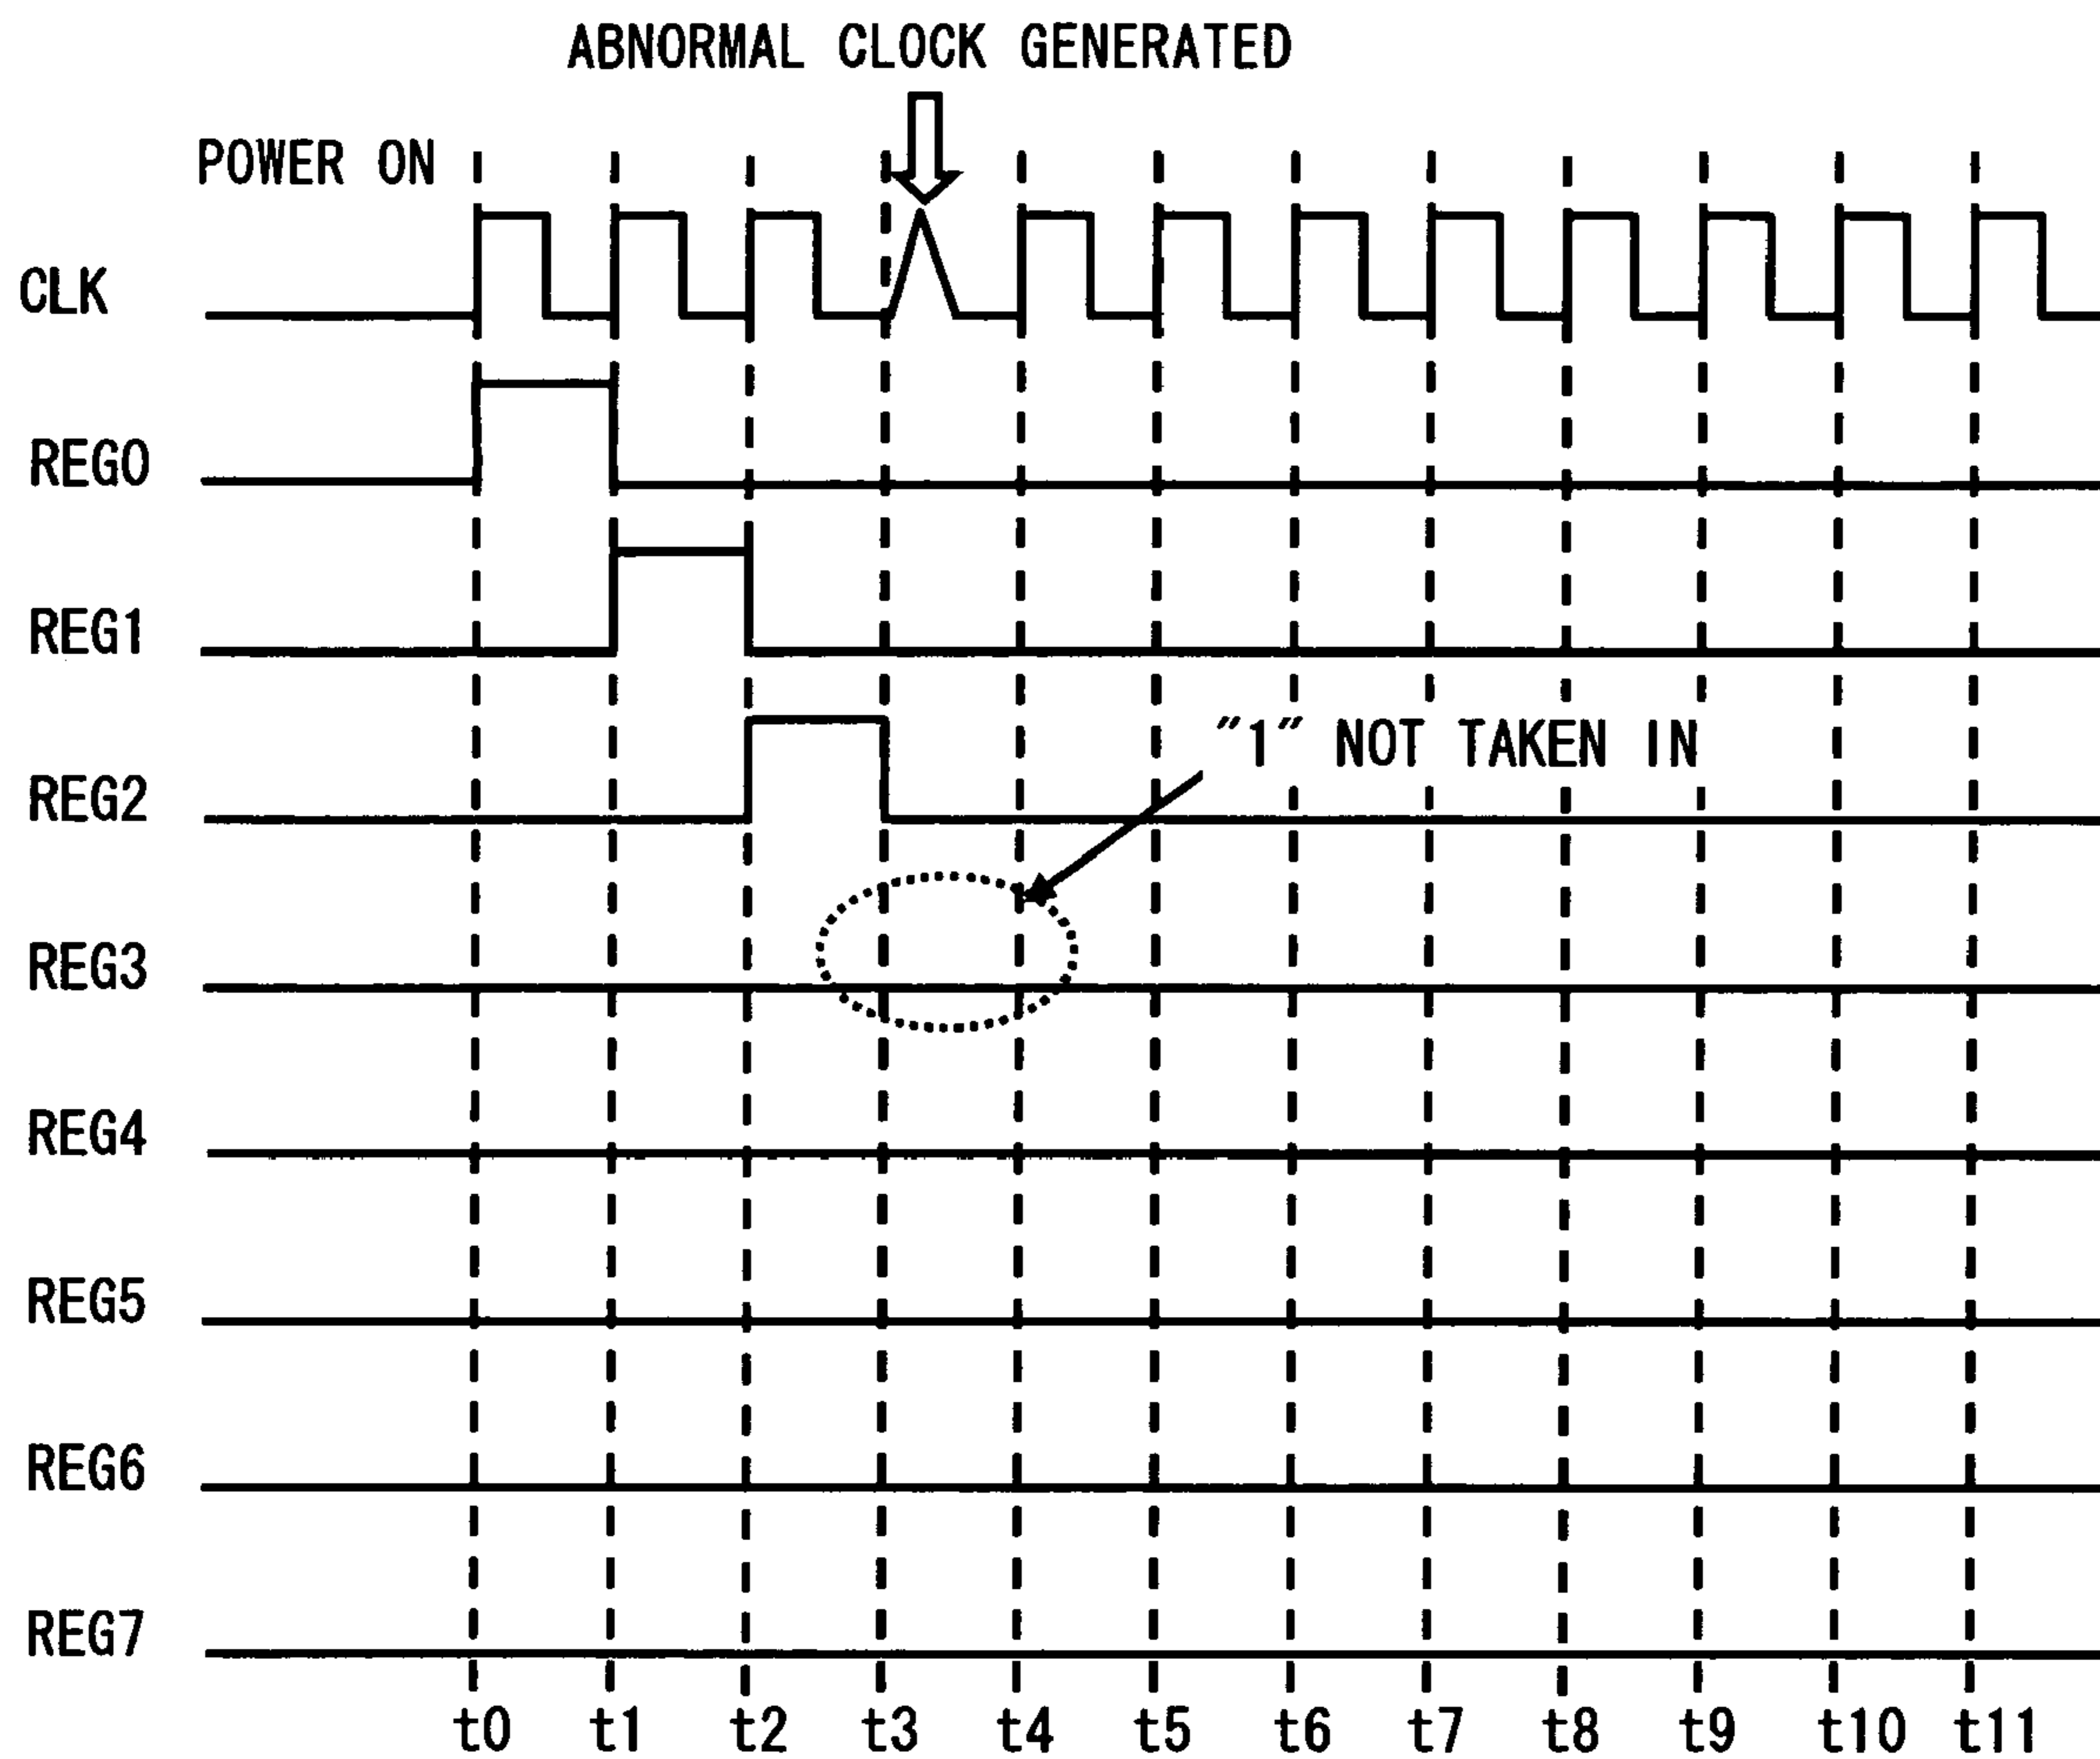 ABNORMAL CLOCK GENERATED
POWER ON
CLK
REG0
REG1
"1" NOT TAKEN IN
REG2
REG3
REG4
REG5
REG6
REG7
t0 t1 t2 t3 t4 t5 t6 t7 t8 t9 t10 t11